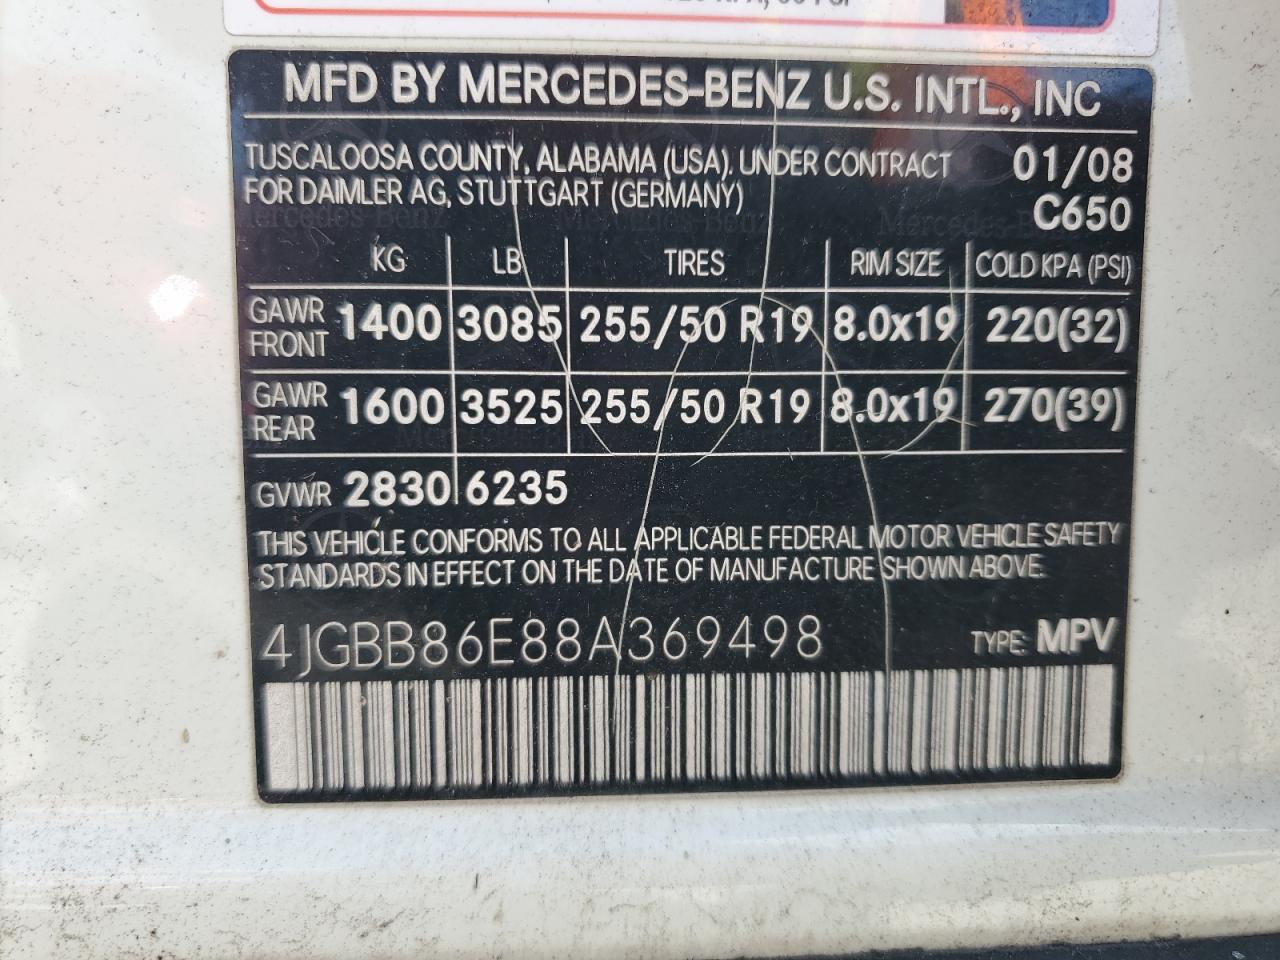 MFD BY MERCEDES-BENZ U.S. INTL., INC
TUSCALOOSA COUNTY, ALABAMA (USA). UNDER CONTRACT 01/08
FOR DAIMLER AG, STUTTGART (GERMANY) C650
Mercedes-Benz Mercedes-Benz
KG LB TIRES RIM SIZE COLD KPA (PSI)
GAWR FRONT 1400 3085 255/50 R19 8.0x19 220(32)
GAWR REAR 1600 3525 255/50 R19 8.0x19 270(39)
GVWR 2830 6235
THIS VEHICLE CONFORMS TO ALL APPLICABLE FEDERAL MOTOR VEHICLE SAFETY
STANDARDS IN EFFECT ON THE DATE OF MANUFACTURE SHOWN ABOVE.
4JGBB86E88A369498 TYPE: MPV